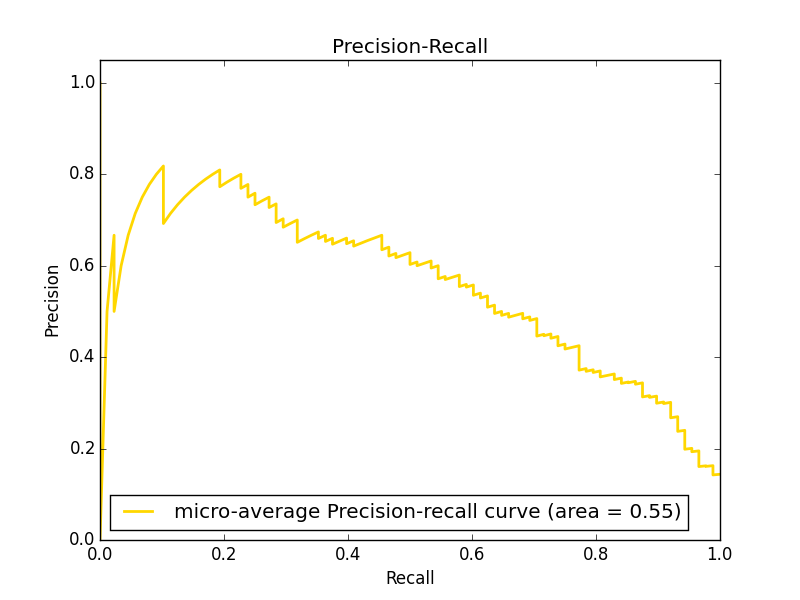 Precision-Recall
1.0
0.8
0.6
0.4
0.2
0.0
Precision
micro-average Precision-recall curve (area = 0.55)
0.0 0.2 0.4 0.6 0.8 1.0
Recall